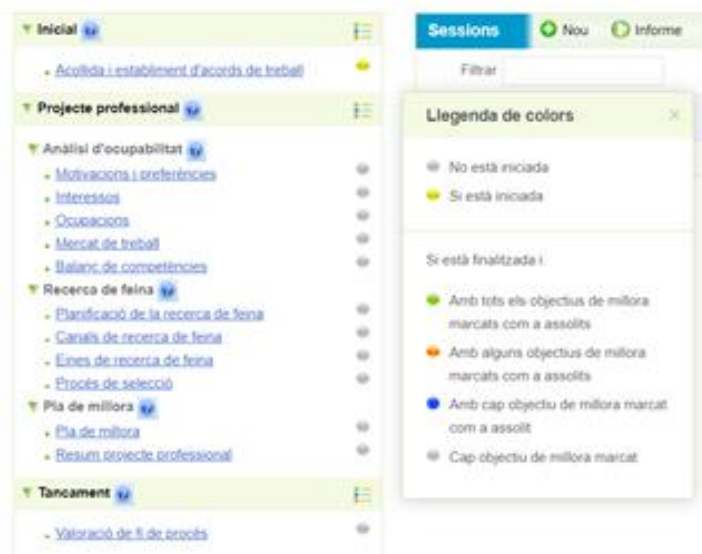 Inicial
Acollida i establiment d'acords de treball
Projecte professional
Anàlisi d'ocupabilitat
Motivacions i preferències
Interessos
Ocupacions
Mercat de treball
Balanç de competències
Recerca de feina
Planificació de la recerca de feina
Canals de recerca de feina
Eines de recerca de feina
Procés de selecció
Pla de millora
Pla de millora
Resum projecte professional
Tancament
Valoració de fi de procés
Sessions
Nou
Informe
Filtrar
Llegenda de colors
×
No està iniciada
Si està iniciada
Si està finalitzada i:
Amb tots els objectius de millora
marcats com a assolits
Amb alguns objectius de millora
marcats com a assolits
Amb cap objectiu de millora marcat
com a assolit
Cap objectiu de millora marcat